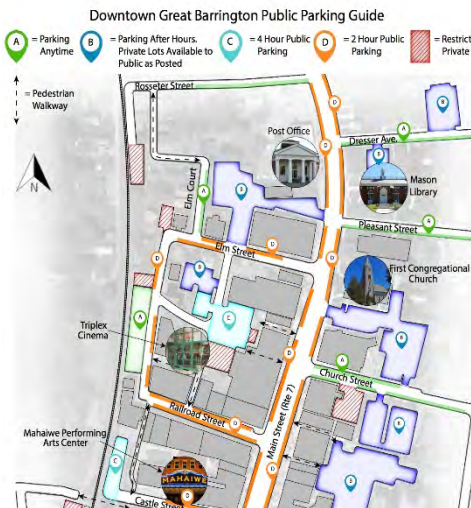 Downtown Great Barrington Public Parking Guide
A = Parking
Anytime
B = Parking After Hours.
Private Lots Available to
Public as Posted
C = 4 Hour Public
Parking
D = 2 Hour Public
Parking
= Restrict
Private
= Pedestrian
Walkway
N
Rosseter Street
D
B
Post Office
D
A
Dresser Ave.
B
Mason
Library
Elm Court
A
B
A
Pleasant Street
D
D
D
Elm Street
First Congregational
Church
B
C
B
A
Triplex
Cinema
D
A
Church Street
D
Railroad Street
D
Main Street (Rte 7)
B
Mahaiwe Performing
Arts Center
C
MAHAIWE
D
B
D
Castle Street